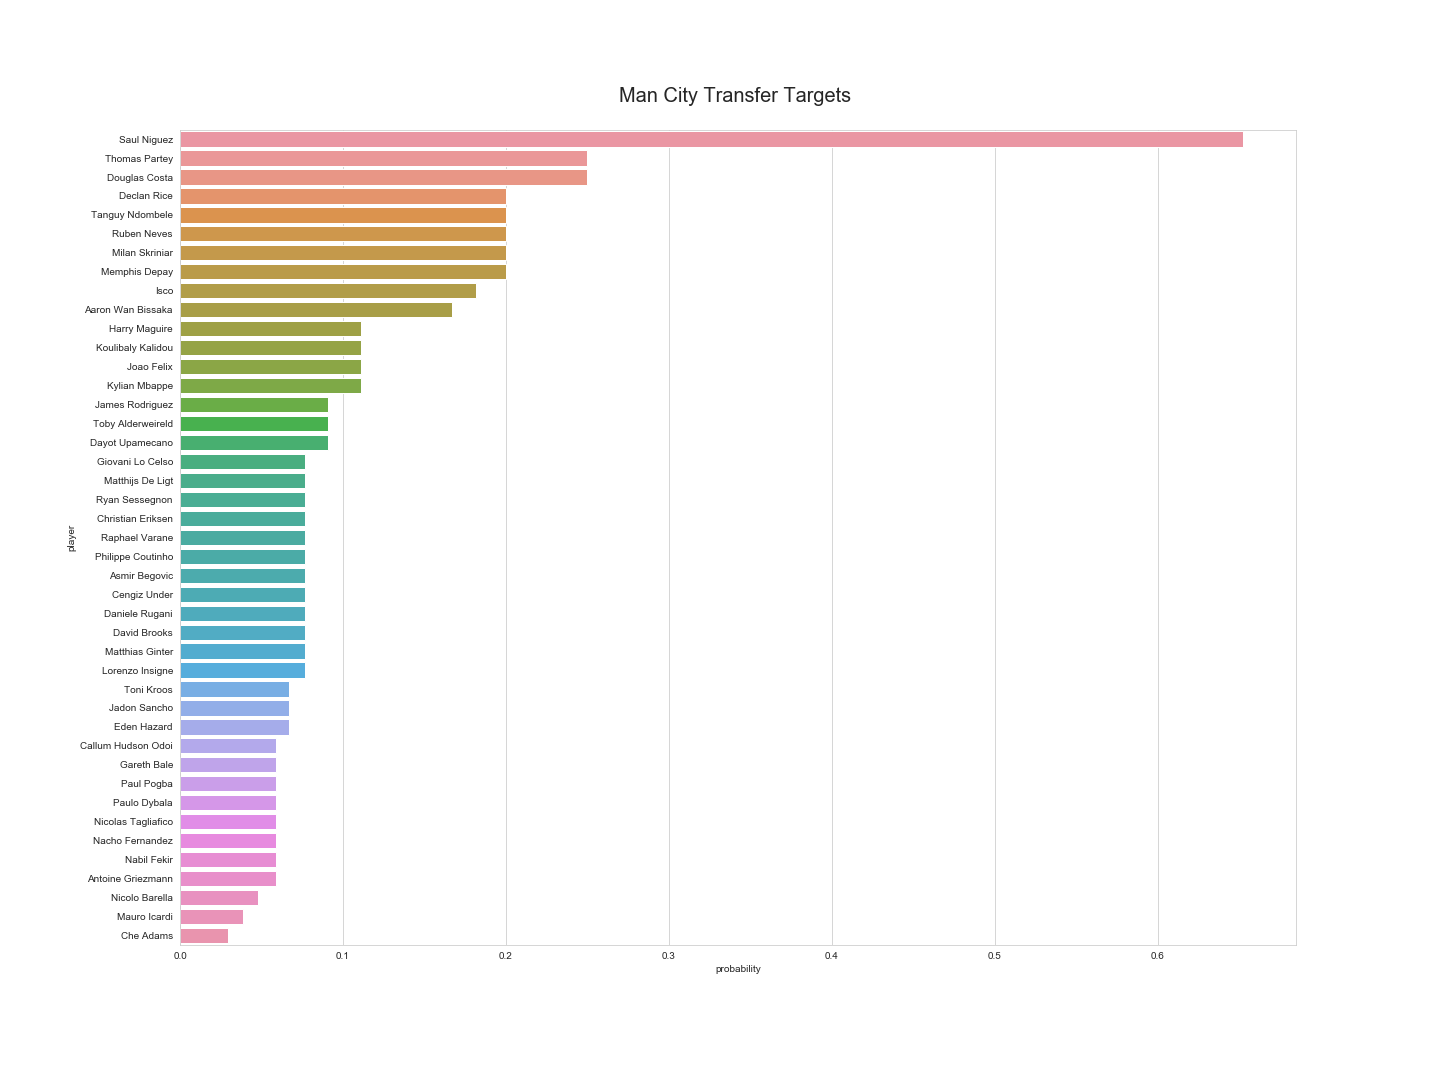 Man City Transfer Targets
Saul Niguez
Thomas Partey
Douglas Costa
Declan Rice
Tanguy Ndombele
Ruben Neves
Milan Skriniar
Memphis Depay
Isco
Aaron Wan Bissaka
Harry Maguire
Koulibaly Kalidou
Joao Felix
Kylian Mbappe
James Rodriguez
Toby Alderweireld
Dayot Upamecano
Giovani Lo Celso
Matthijs De Ligt
Ryan Sessegnon
Christian Eriksen
Raphael Varane
Philippe Coutinho
Asmir Begovic
Cengiz Under
Daniele Rugani
David Brooks
Matthias Ginter
Lorenzo Insigne
Toni Kroos
Jadon Sancho
Eden Hazard
Callum Hudson Odoi
Gareth Bale
Paul Pogba
Paulo Dybala
Nicolas Tagliafico
Nacho Fernandez
Nabil Fekir
Antoine Griezmann
Nicolo Barella
Mauro Icardi
Che Adams
player
0.0 0.1 0.2 0.3 0.4 0.5 0.6
probability